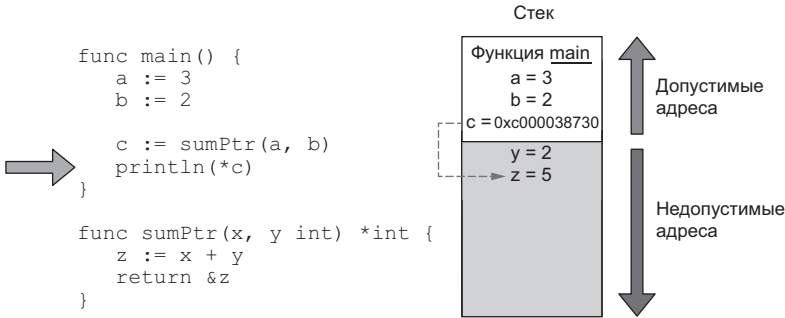 Стек
func main() {
a := 3
b := 2
c := sumPtr(a, b)
println(*c)
}
func sumPtr(x, y int) *int {
z := x + y
return &z
}
Функция main
a = 3
b = 2
c = 0xc000038730
y = 2
z = 5
Допустимые
адреса
Недопустимые
адреса